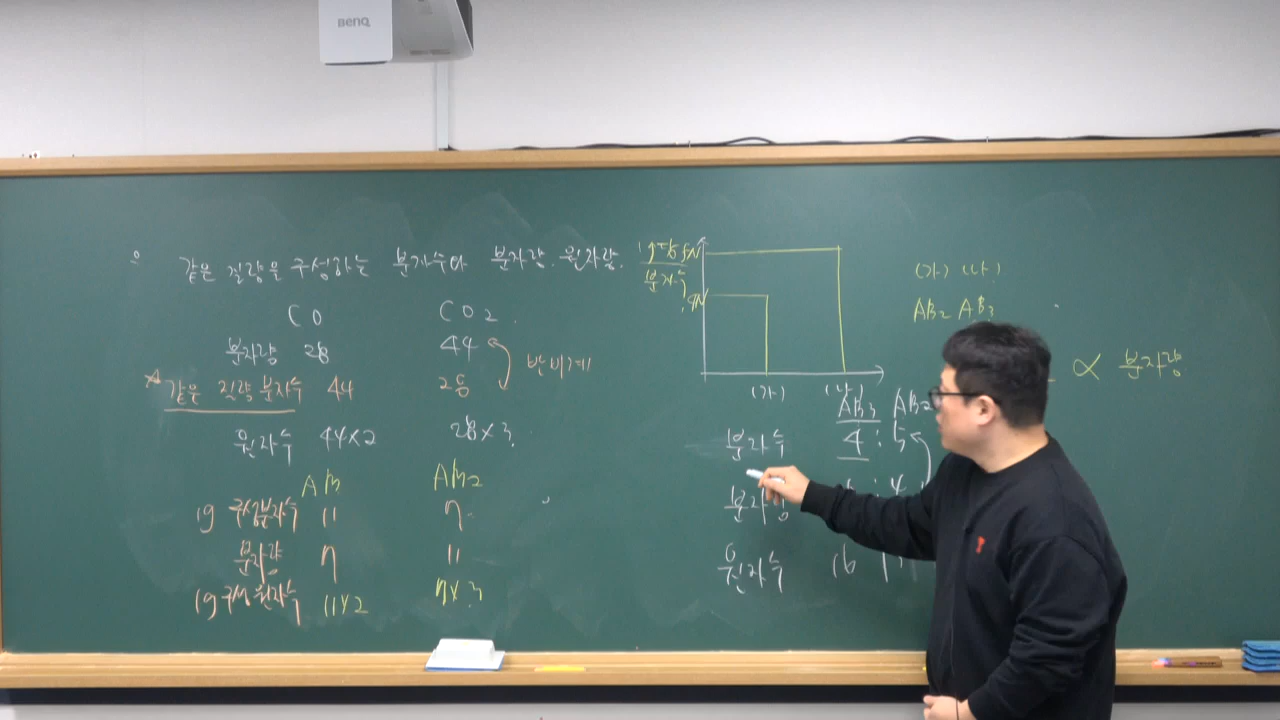 BenQ
같은 질량을 구성하는 분자수와 분자량. 원자량.
CO CO2.
분자량 28 44
같은 질량 분자수 44 28 반비례
원자수 44×2 28×3
AB AB2
1g 구성분자수 11 7
분자량 7 11
1g 구성 원자수 11×2 7×3
분자수
(가) (나)
(가) (나)
AB2 AB3
∝ 분자량
AB3 AB2
분자수 4 : 5
분자량 : 4
원자수 16